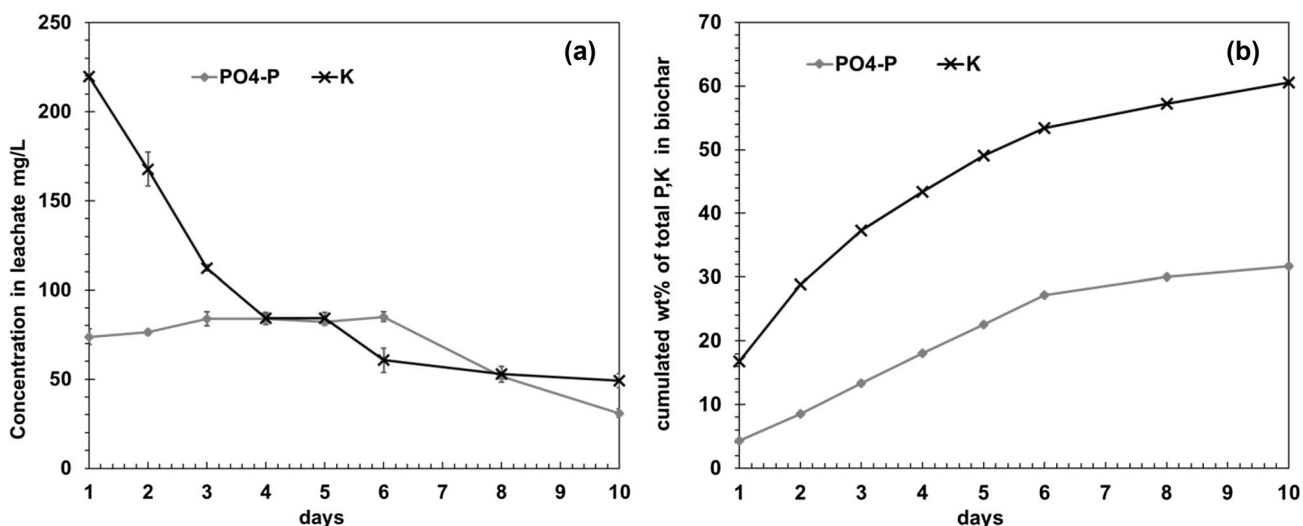 (a)
PO4-P K
Concentration in leachate mg/L
250
200
150
100
50
0
1 2 3 4 5 6 7 8 9 10
days
(b)
PO4-P K
cumulated wt% of total P,K in biochar
70
60
50
40
30
20
10
0
1 2 3 4 5 6 7 8 9 10
days